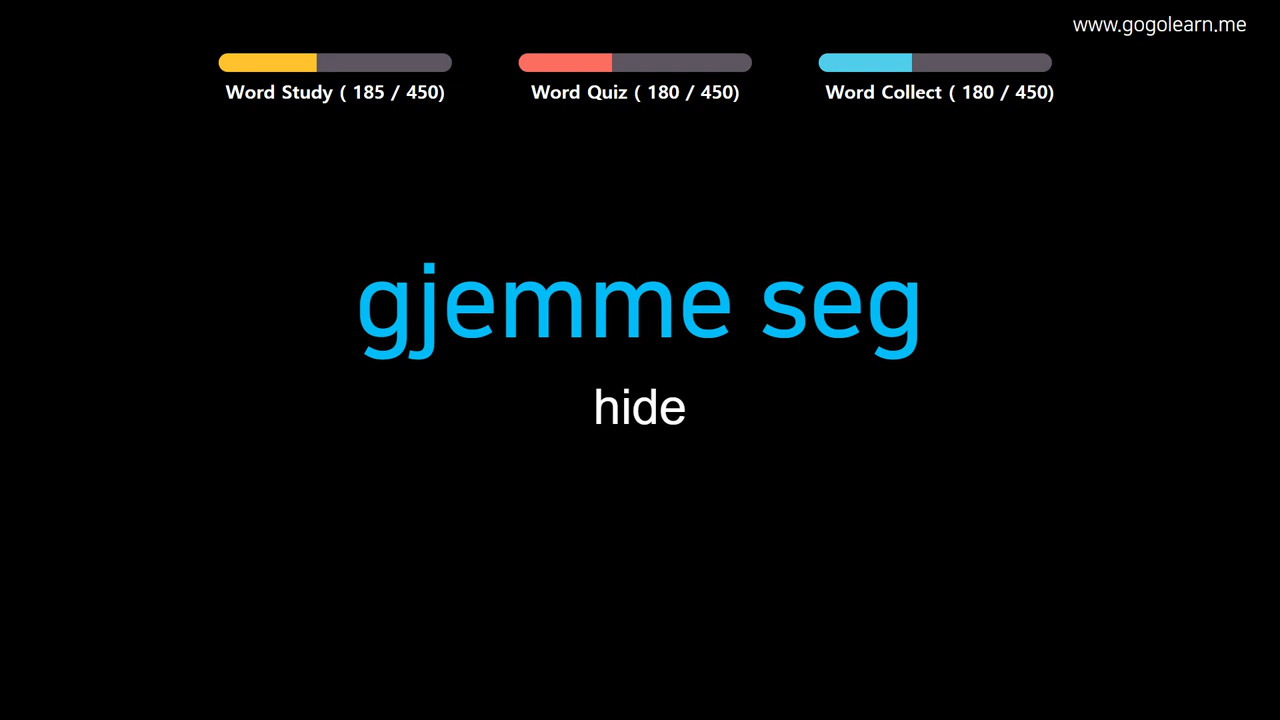 www.gogolearn.me
Word Study ( 185 / 450)
Word Quiz ( 180 / 450)
Word Collect ( 180 / 450)
gjemme seg
hide